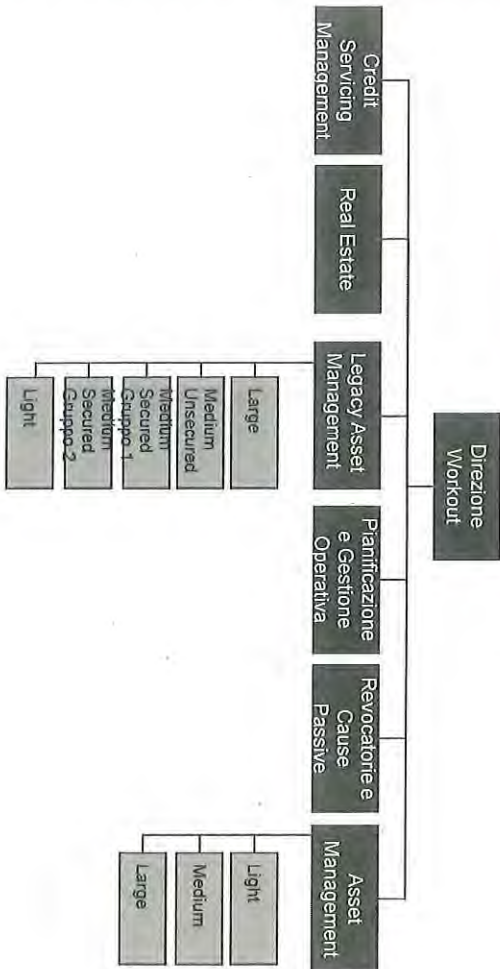 Direzione
Workout
Credit
Servicing
Management
Real Estate
Legacy Asset
Management
Large
Medium
Unsecured
Medium
Secured
Gruppo 1
Medium
Secured
Gruppo 2
Light
Pianificazione
e Gestione
Operativa
Revocatorie e
Cause
Passive
Asset
Management
Light
Medium
Large